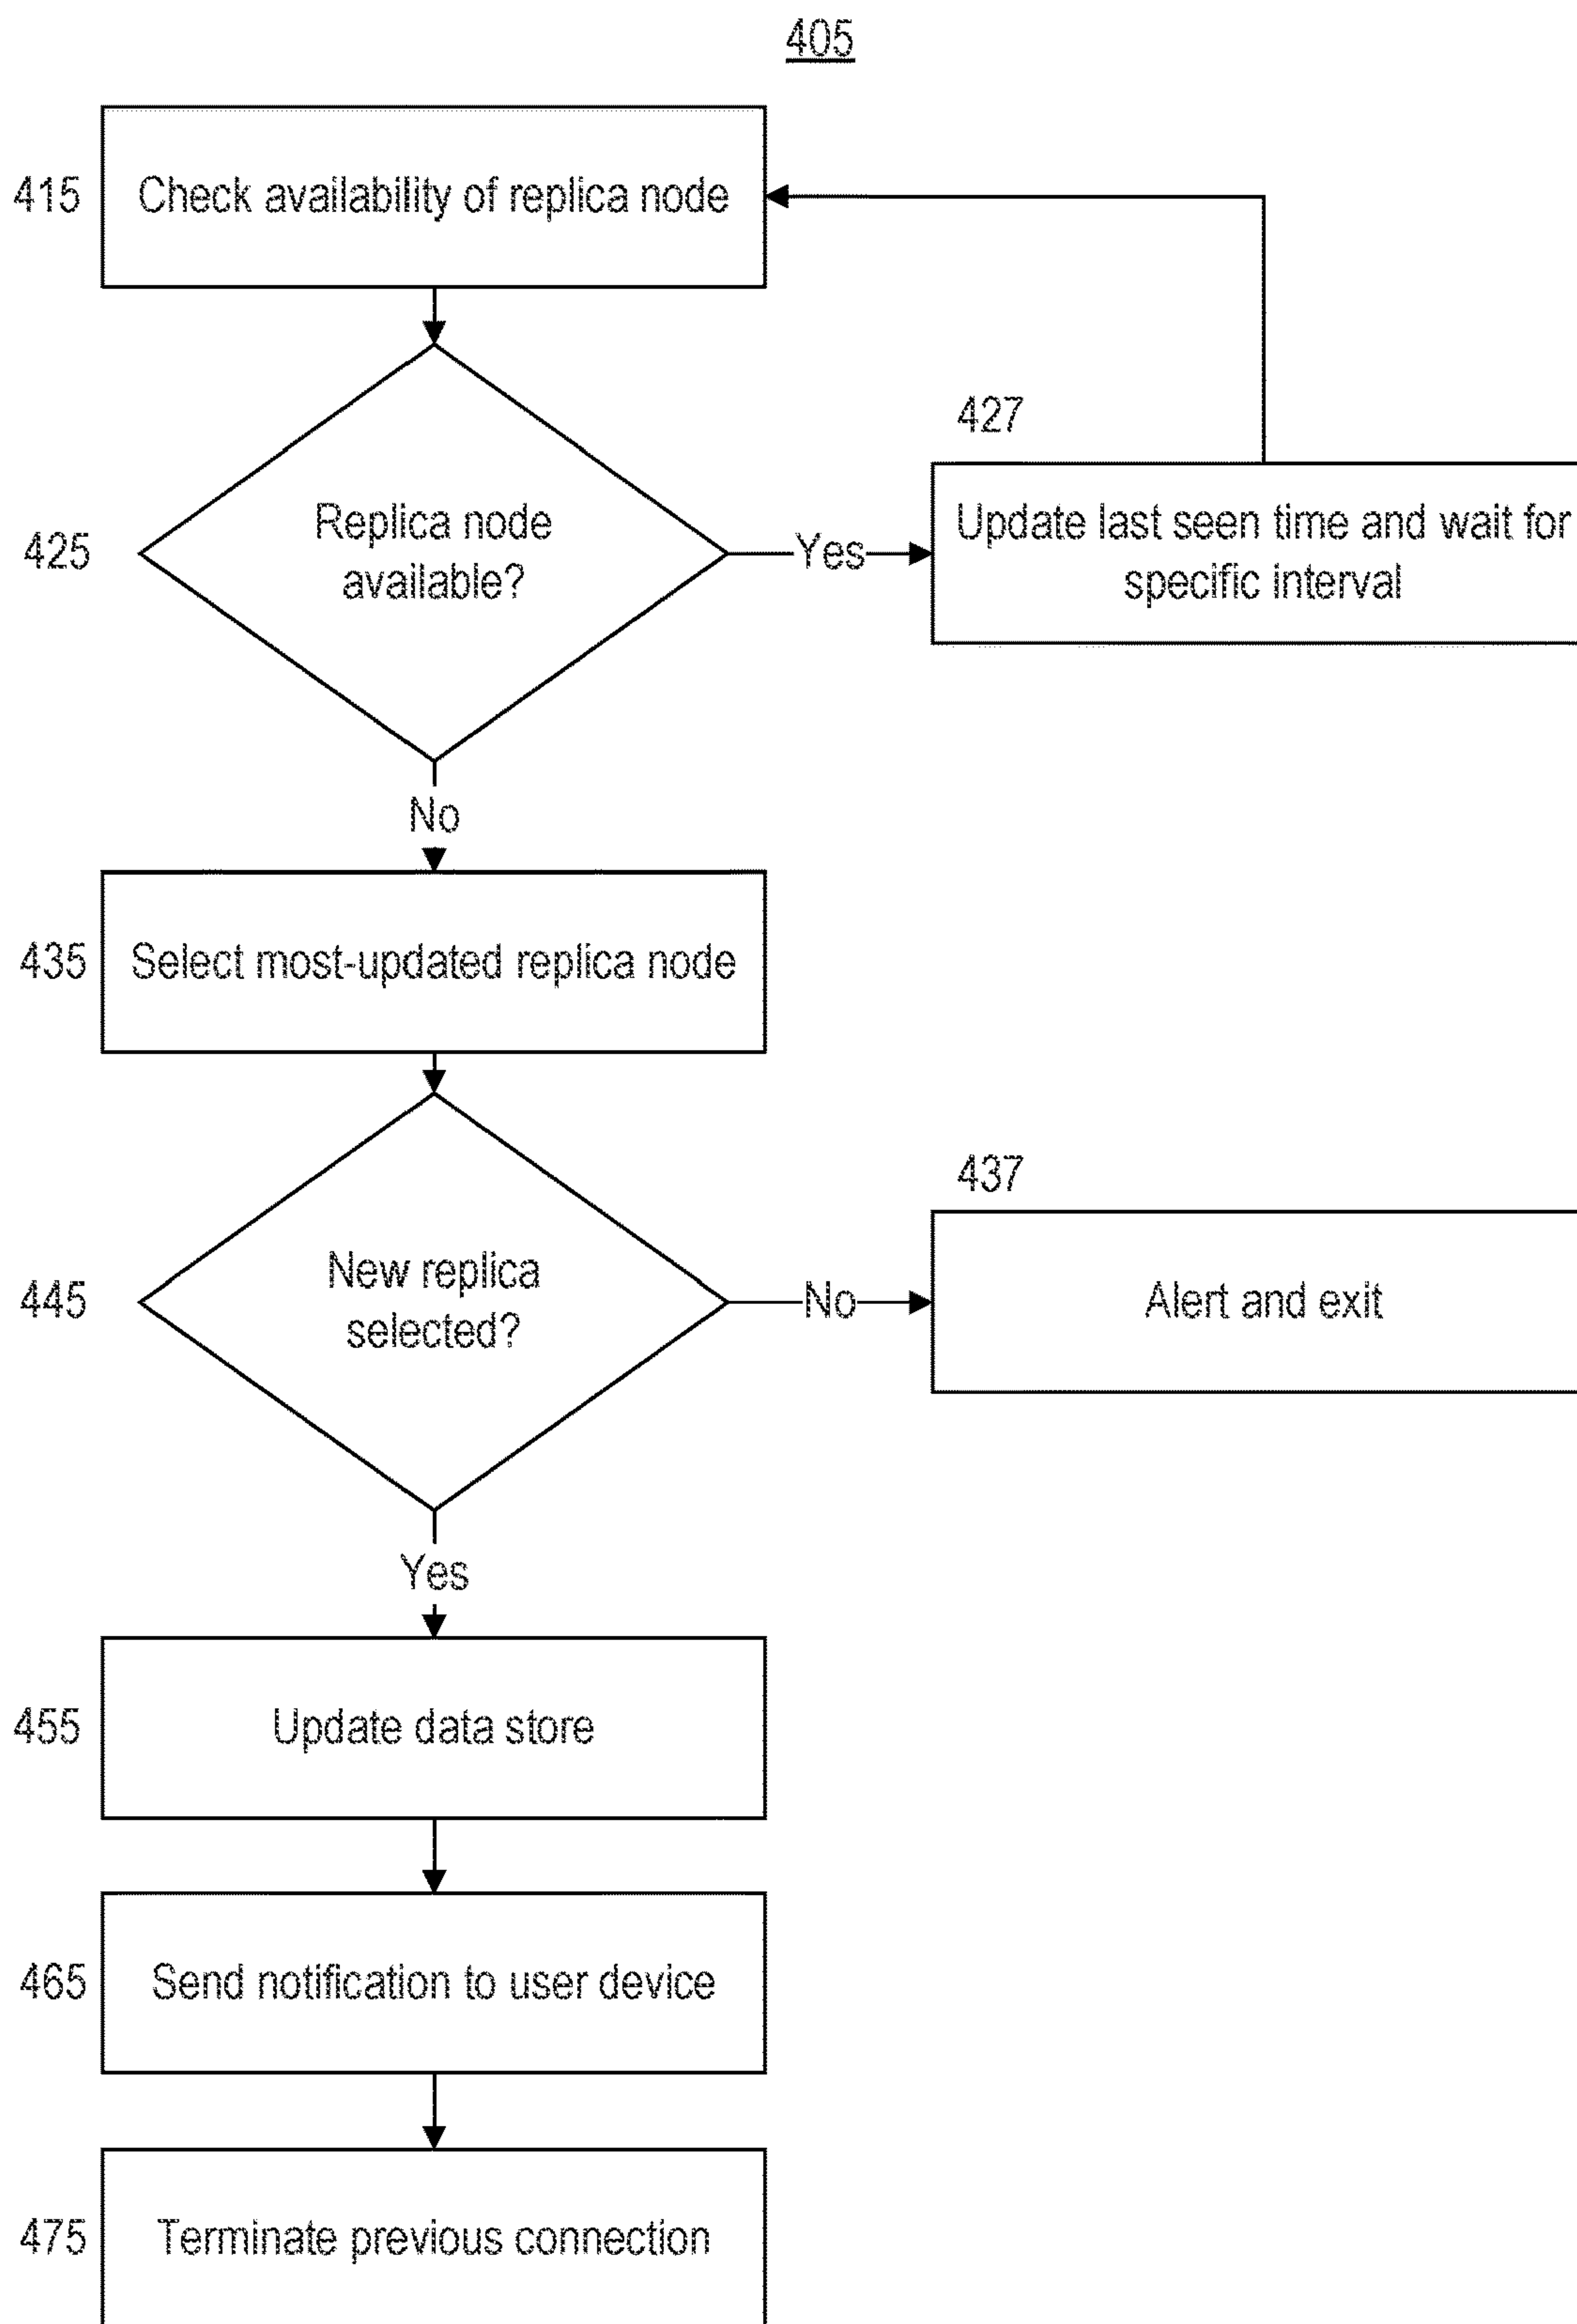 405
415
Check availability of replica node
427
425
Replica node
available?
Yes
Update last seen time and wait for
specific interval
No
435
Select most-updated replica node
437
445
New replica
selected?
No
Alert and exit
Yes
455
Update data store
465
Send notification to user device
475
Terminate previous connection